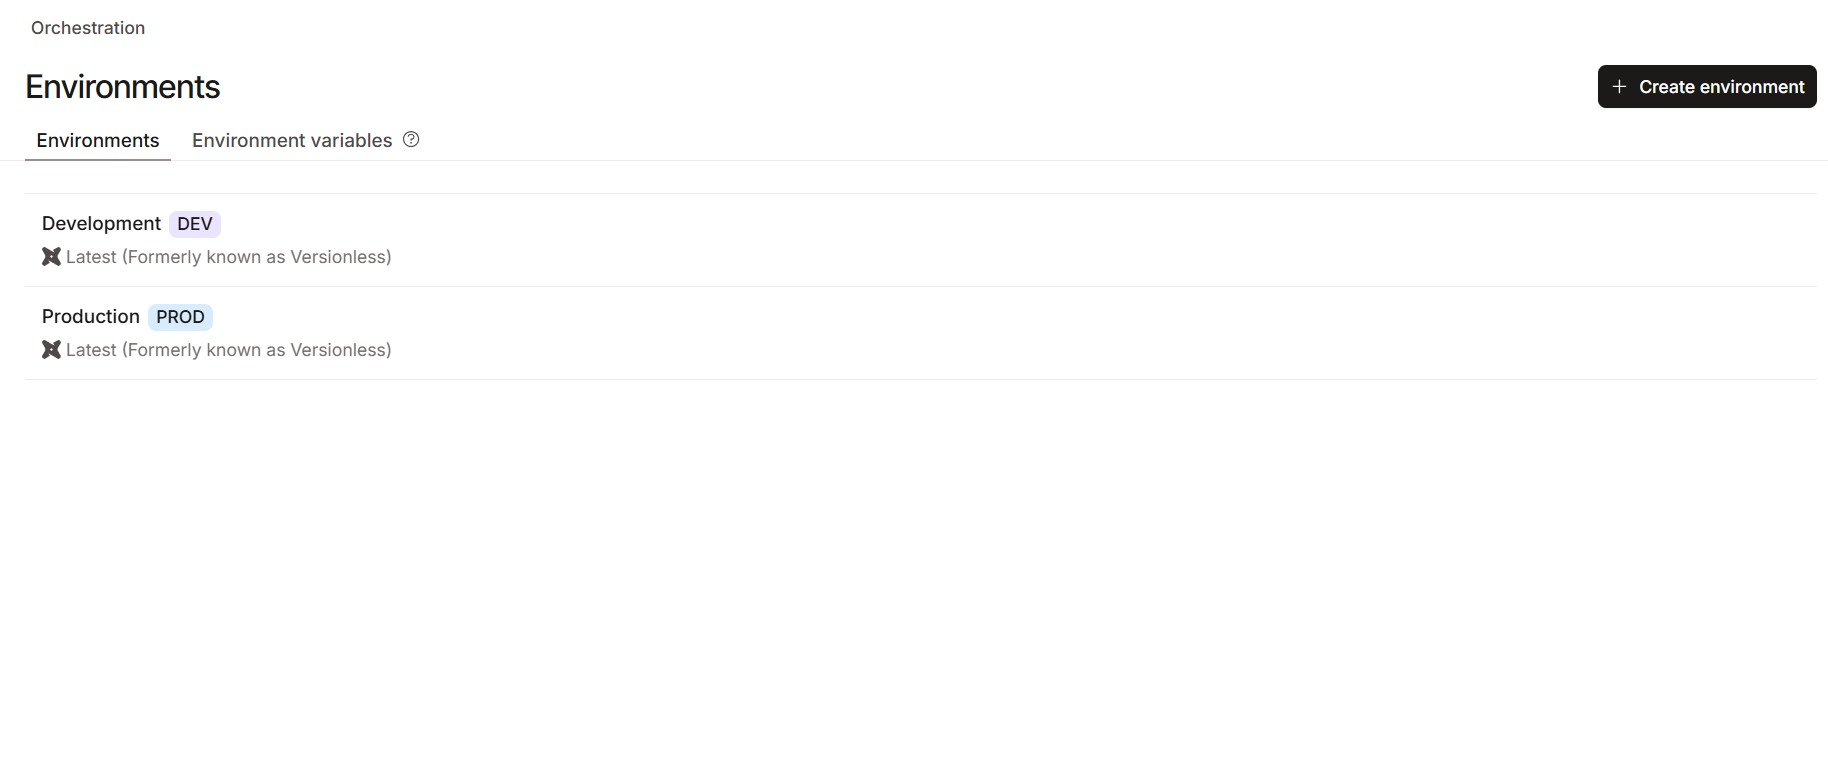 Orchestration
Environments
Create environment
Environments Environment variables
Development DEV
Latest (Formerly known as Versionless)
Production PROD
Latest (Formerly known as Versionless)